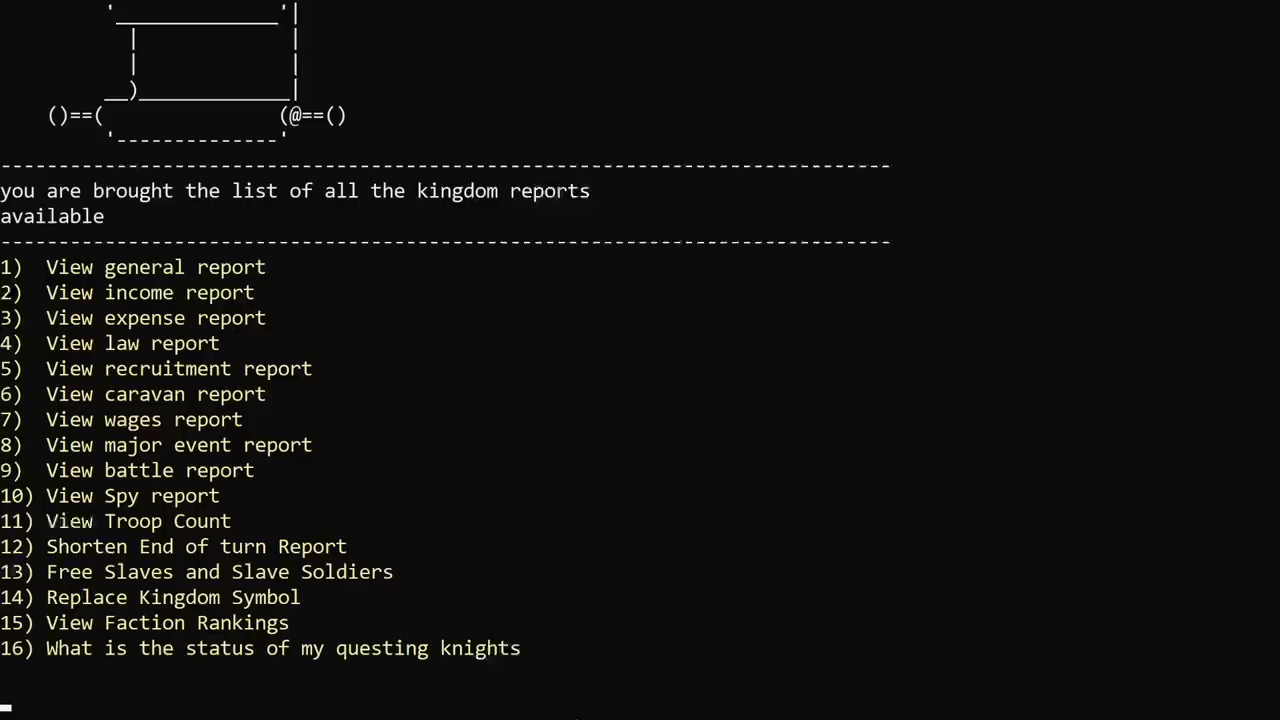 you are brought the list of all the kingdom reports
available
1) View general report
2) View income report
3) View expense report
4) View law report
5) View recruitment report
6) View caravan report
7) View wages report
8) View major event report
9) View battle report
10) View Spy report
11) View Troop Count
12) Shorten End of turn Report
13) Free Slaves and Slave Soldiers
14) Replace Kingdom Symbol
15) View Faction Rankings
16) What is the status of my questing knights